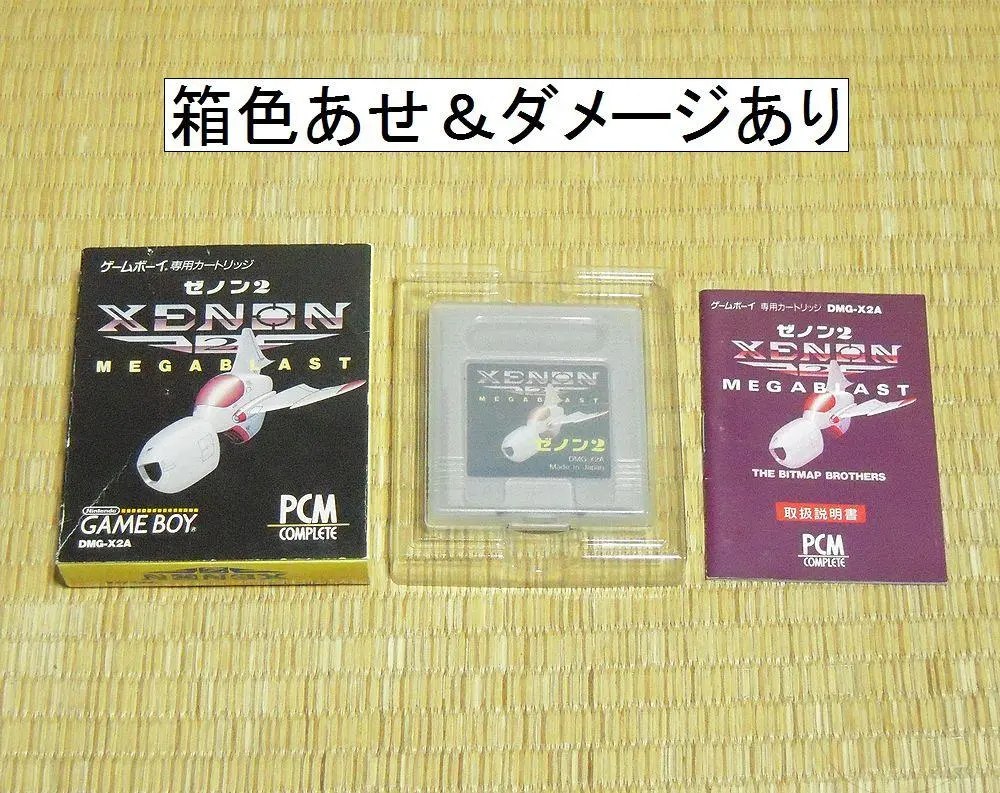 箱色あせ＆ダメージあり
ゲームボーイ® 専用カートリッジ
ゼノン2
XENON
2
MEGABLAST
Nintendo
GAME BOY
DMG-X2A
PCM
COMPLETE
XENON
XENON
2
MEGABLAST
ゼノン2
DMG-X2A
Made in Japan
ゲームボーイ 専用カートリッジ DMG-X2A
ゼノン2
XENON
2
MEGABLAST
THE BITMAP BROTHERS
取扱説明書
PCM
COMPLETE